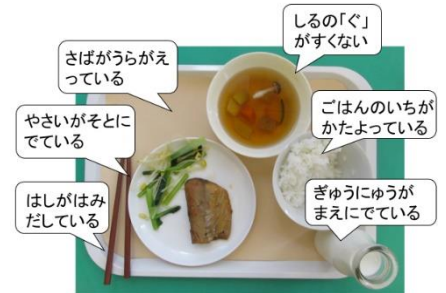 しるの「ぐ」
がすくない
さばがうらがえ
っている
ごはんのいちが
かたよっている
やさいがそとに
でている
ぎゅうにゅうが
まえにでている
はしがはみ
だしている